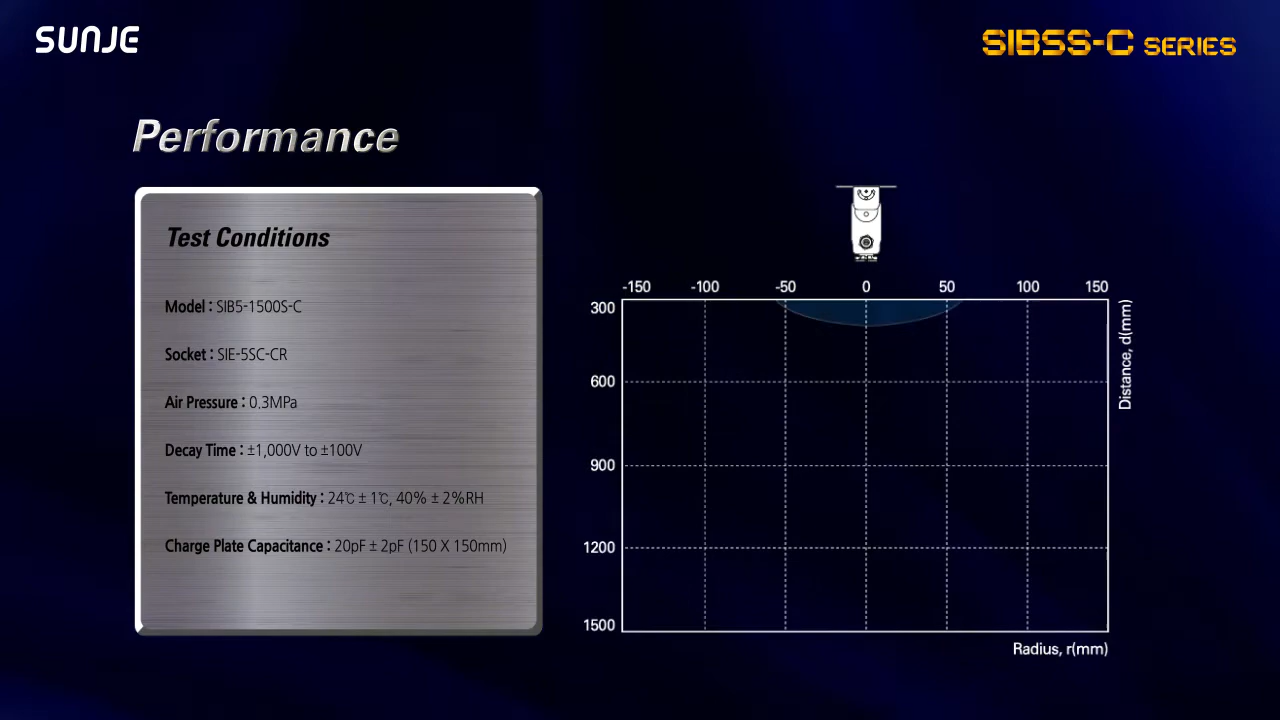 SUNJE
SIBSS-C SERIES
Performance
Test Conditions
Model : SIB5-1500S-C
Socket : SIE-5SC-CR
Air Pressure : 0.3MPa
Decay Time : ±1,000V to ±100V
Temperature & Humidity : 24℃ ± 1℃, 40% ± 2%RH
Charge Plate Capacitance : 20pF ± 2pF (150 X 150mm)
-150 -100 -50 0 50 100 150
300
600
900
1200
1500
Distance, d(mm)
Radius, r(mm)